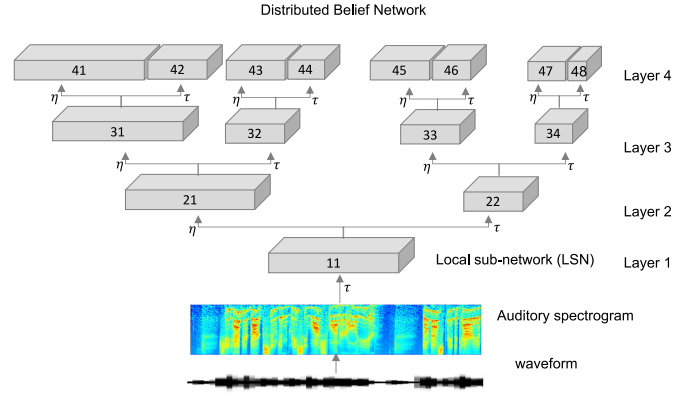 Distributed Belief Network
41 42 43 44 45 46 47 48
Layer 4
η τ η τ η τ η τ
31 32 33 34
Layer 3
η τ η τ
21 22
Layer 2
η τ
11
Local sub-network (LSN)
Layer 1
τ
Auditory spectrogram
waveform